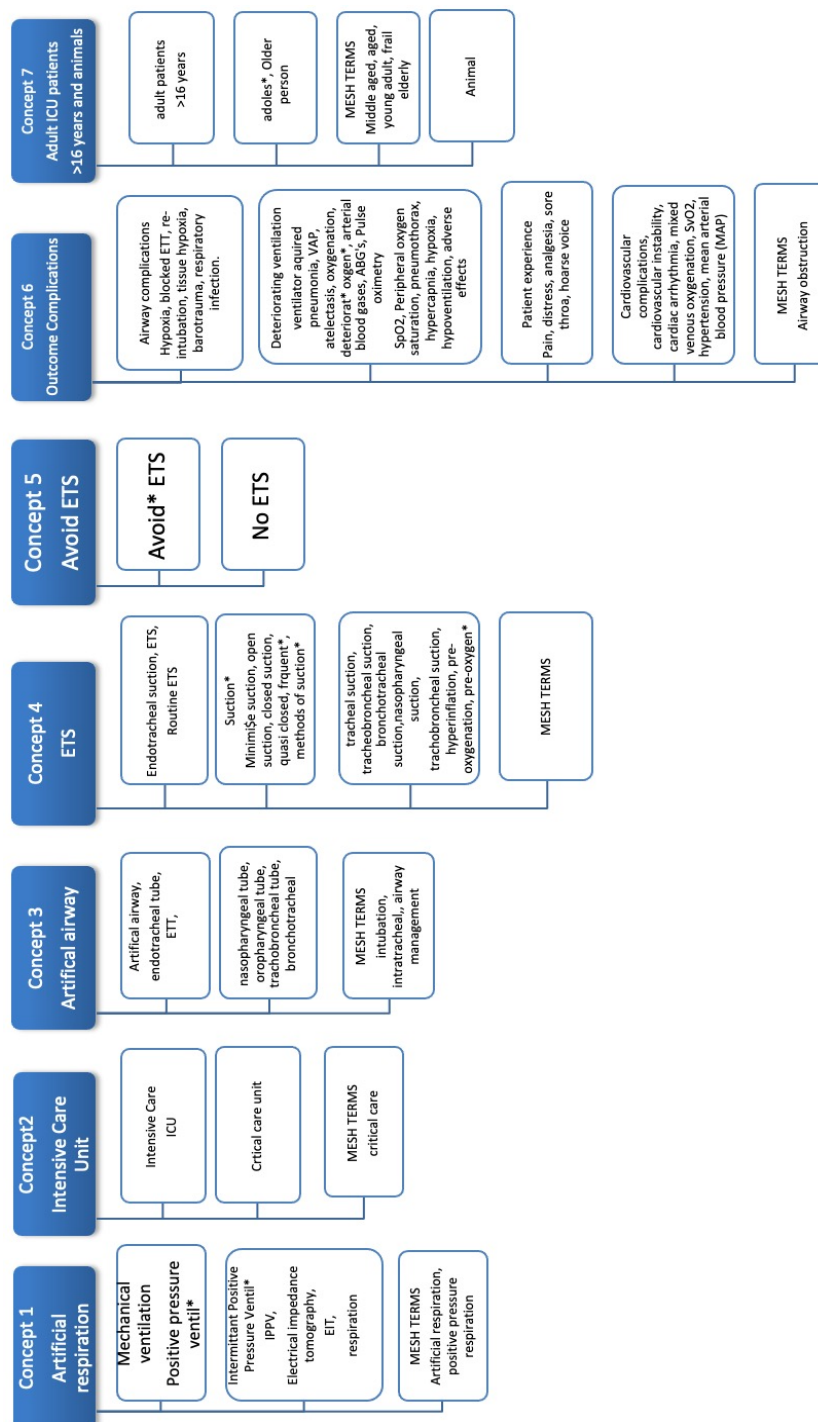 Concept 1
Artificial
respiration
Mechanical
ventilation
Positive pressure
ventil*
Intermittant Positive
Pressure Ventil*
IPPV,
Electrical impedance
tomography,
EIT,
respiration
MESH TERMS
Artificial respiration,
positive pressure
respiration
Concept2
Intensive Care
Unit
Intensive Care
ICU
Crtical care unit
MESH TERMS
critical care
Concept 3
Artifical airway
Artifical airway,
endotracheal tube,
ETT,
nasopharyngeal tube,
oropharyngeal tube,
trachobroncheal tube,
bronchotracheal
MESH TERMS
intubation,
intratracheal,, airway
management
Concept 4
ETS
Endotracheal suction, ETS,
Routine ETS
Suction*
Minimi$e suction, open
suction, closed suction,
quasi closed, frquent*,
methods of suction*
tracheal suction,
tracheobroncheal suction,
bronchotracheal
suction,nasopharyngeal
suction,
trachobroncheal suction,
hyperinflation, pre-
oxygenation, pre-oxygen*
MESH TERMS
Concept 5
Avoid ETS
Avoid* ETS
No ETS
Concept 6
Outcome Complications
Airway complications
Hypoxia, blocked ETT, re-
intubation, tissue hypoxia,
barotrauma, respiratory
infection.
Deteriorating ventilation
ventilator aquired
pneumonia, VAP,
atelectasis, oxygenation,
deteriorat* oxgen*, arterial
blood gases, ABG's, Pulse
oximetry
SpO2, Peripheral oxygen
saturation, pneumothorax,
hypercapnia, hypoxia,
hypoventilation, adverse
effects
Patient experience
Pain, distress, analgesia, sore
throa, hoarse voice
Cardiovascular
complications,
cardiovascular instability,
cardiac arrhythmia, mixed
venous oxygenation, SvO2,
hypertension, mean arterial
blood pressure (MAP)
MESH TERMS
Airway obstruction
Concept 7
Adult ICU patients
>16 years and animals
adult patients
>16 years
adoles*, Older
person
MESH TERMS
Middle aged, aged,
young adult, frail
elderly
Animal